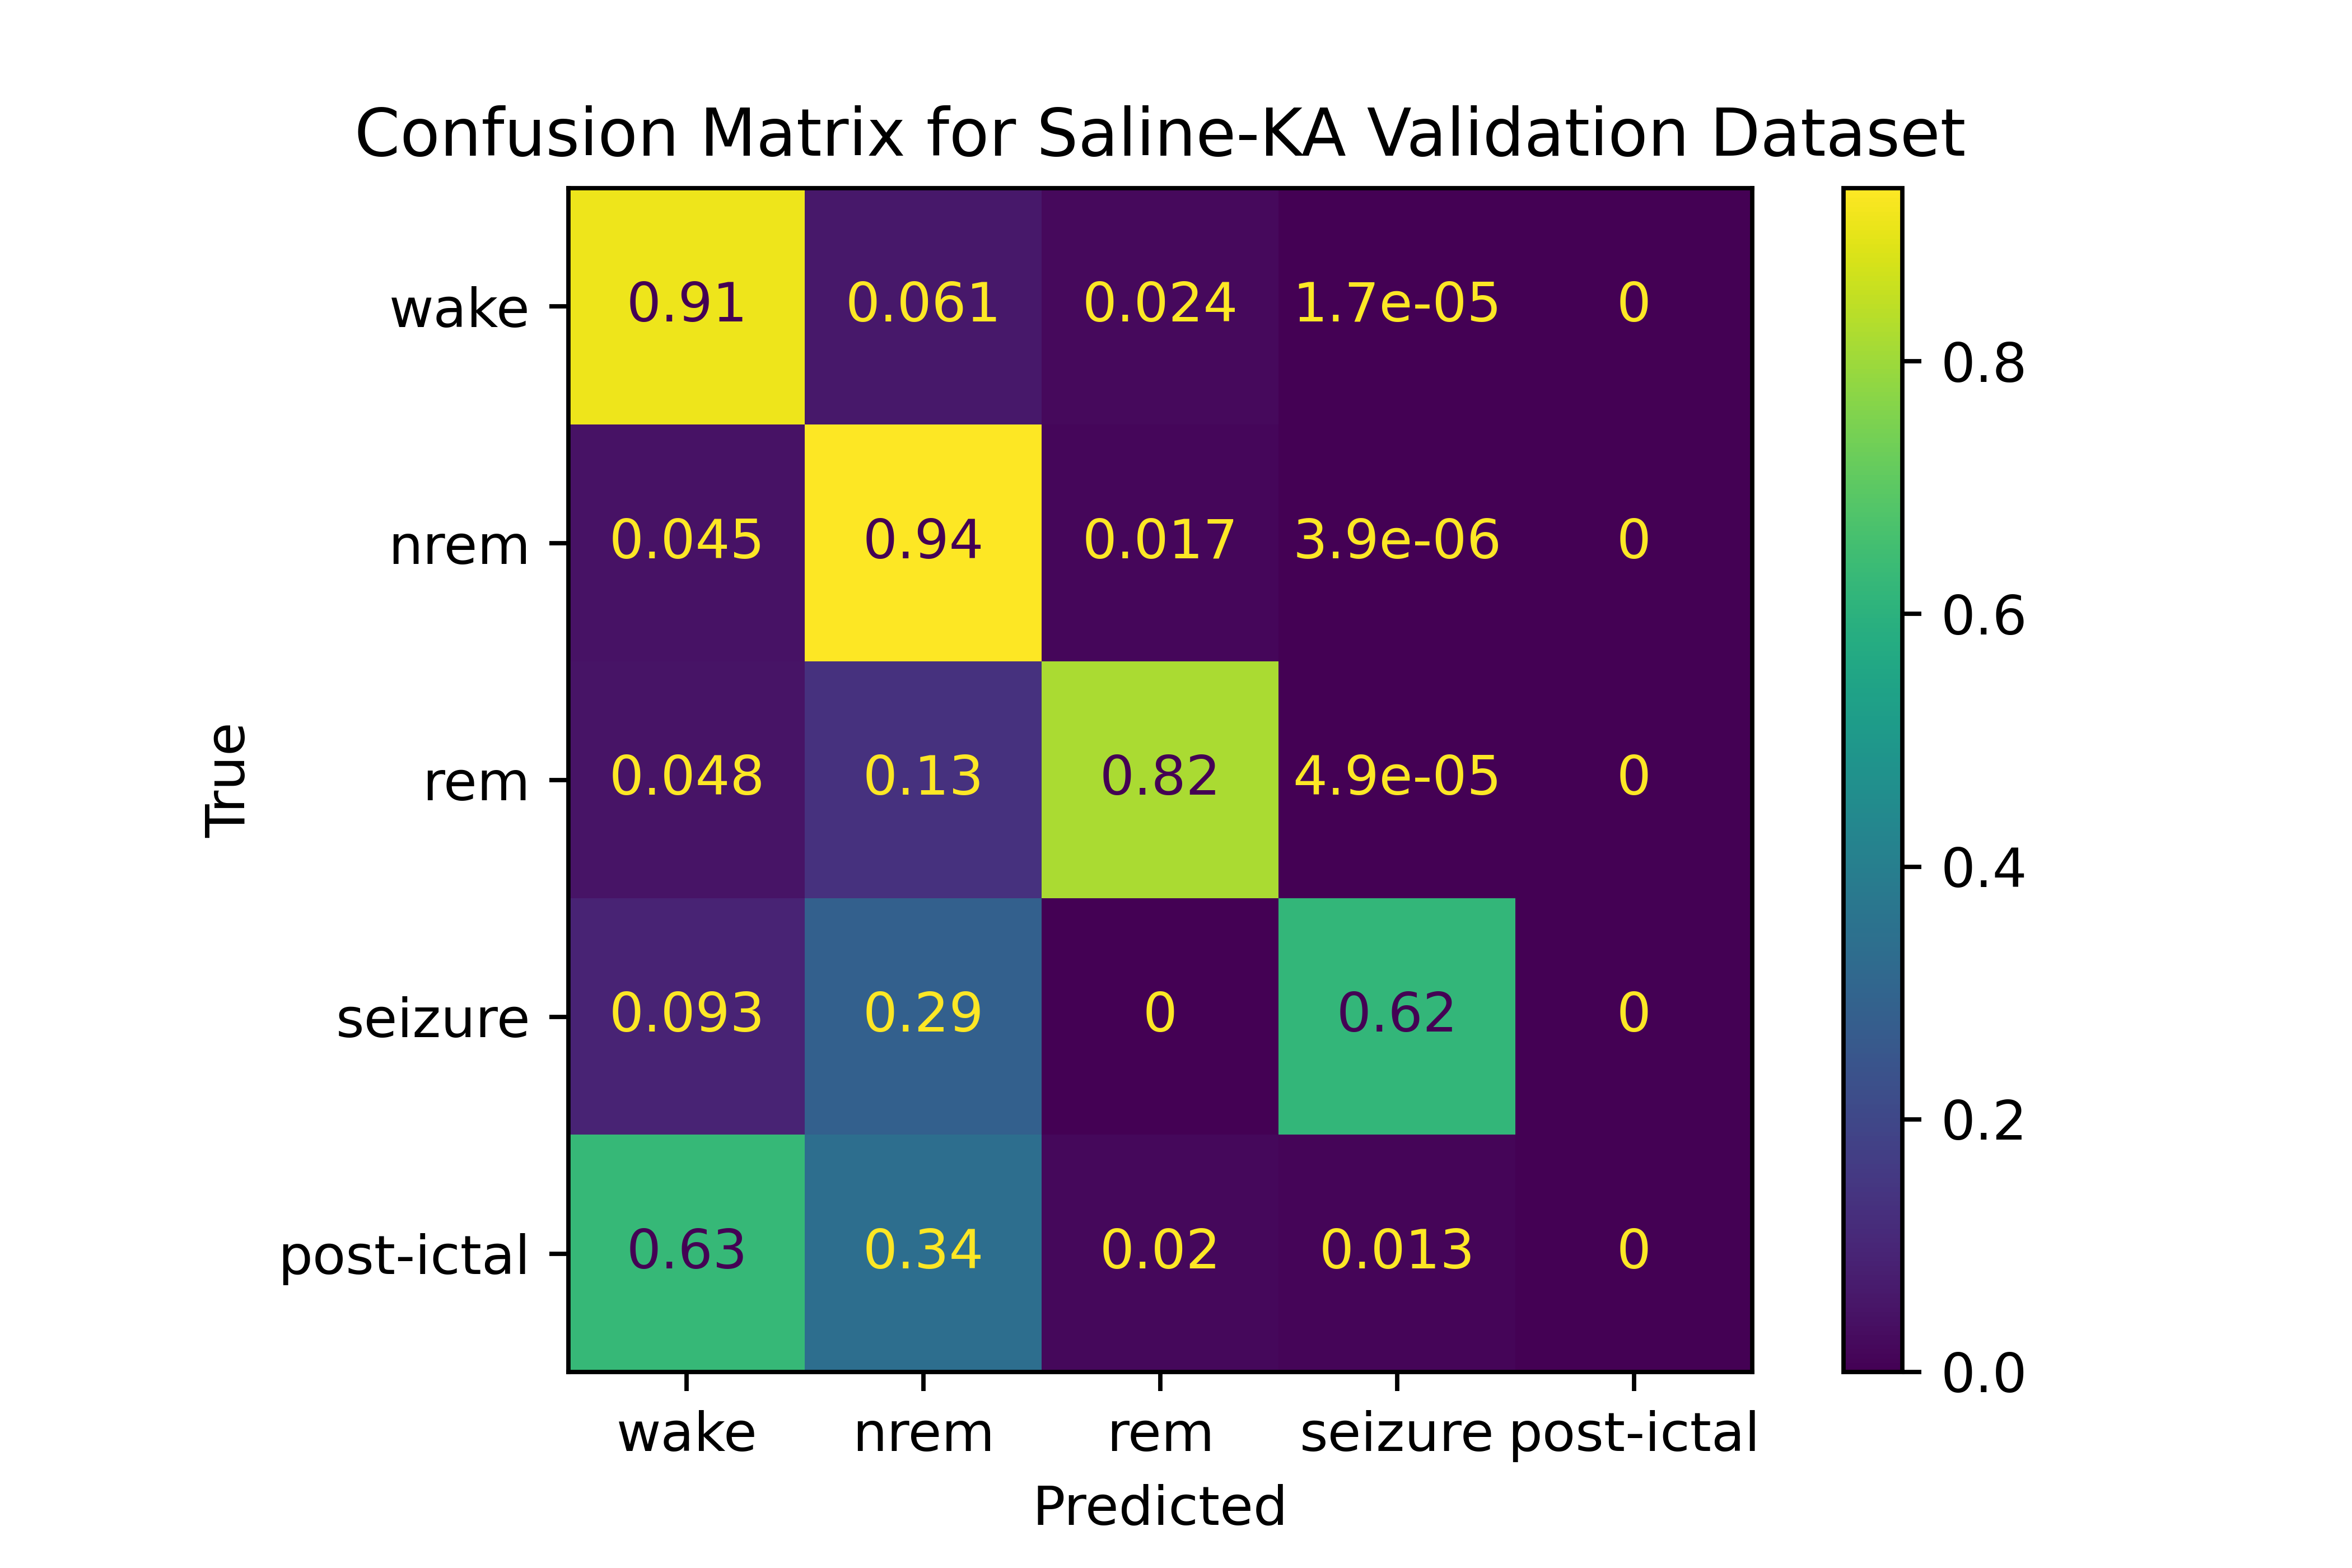 Confusion Matrix for Saline-KA Validation Dataset
wake 0.91 0.061 0.024 1.7e-05 0
nrem 0.045 0.94 0.017 3.9e-06 0
rem 0.048 0.13 0.82 4.9e-05 0
seizure 0.093 0.29 0 0.62 0
post-ictal 0.63 0.34 0.02 0.013 0
True
wake nrem rem seizure post-ictal
Predicted
0.8
0.6
0.4
0.2
0.0